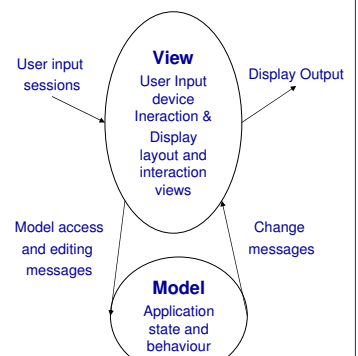 View
User input
sessions
User Input
device
Ineraction &
Display
layout and
interaction
views
Display Output
Model access
and editing
messages
Change
messages
Model
Application
state and
behaviour